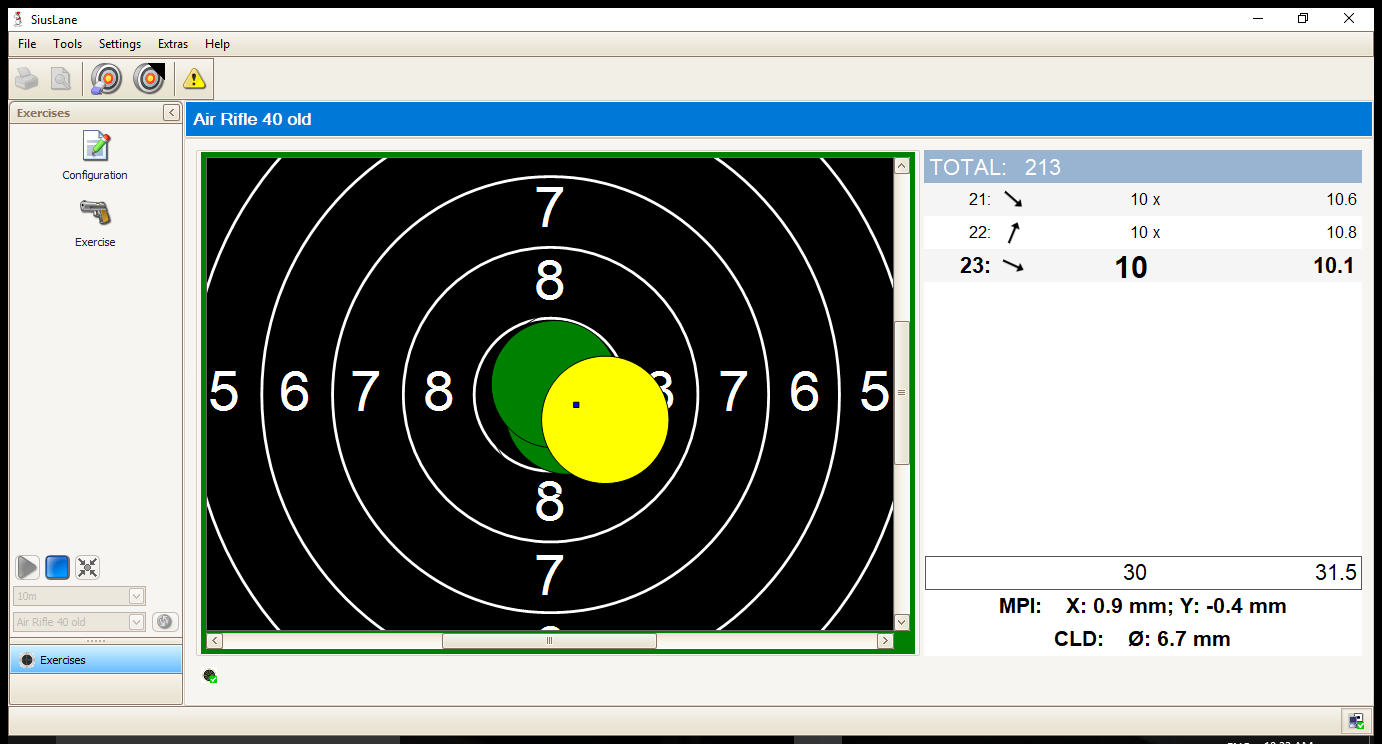 SiusLane
File Tools Settings Extras Help
Exercises
Configuration
Exercise
10m
Air Rifle 40 old
Exercises
Air Rifle 40 old
7
8
5 6 7 8 7 6 5
8
7
TOTAL: 213
21: 10 x 10.6
22: 10 x 10.8
23: 10 10.1
30 31.5
MPI: X: 0.9 mm; Y: -0.4 mm
CLD: Ø: 6.7 mm